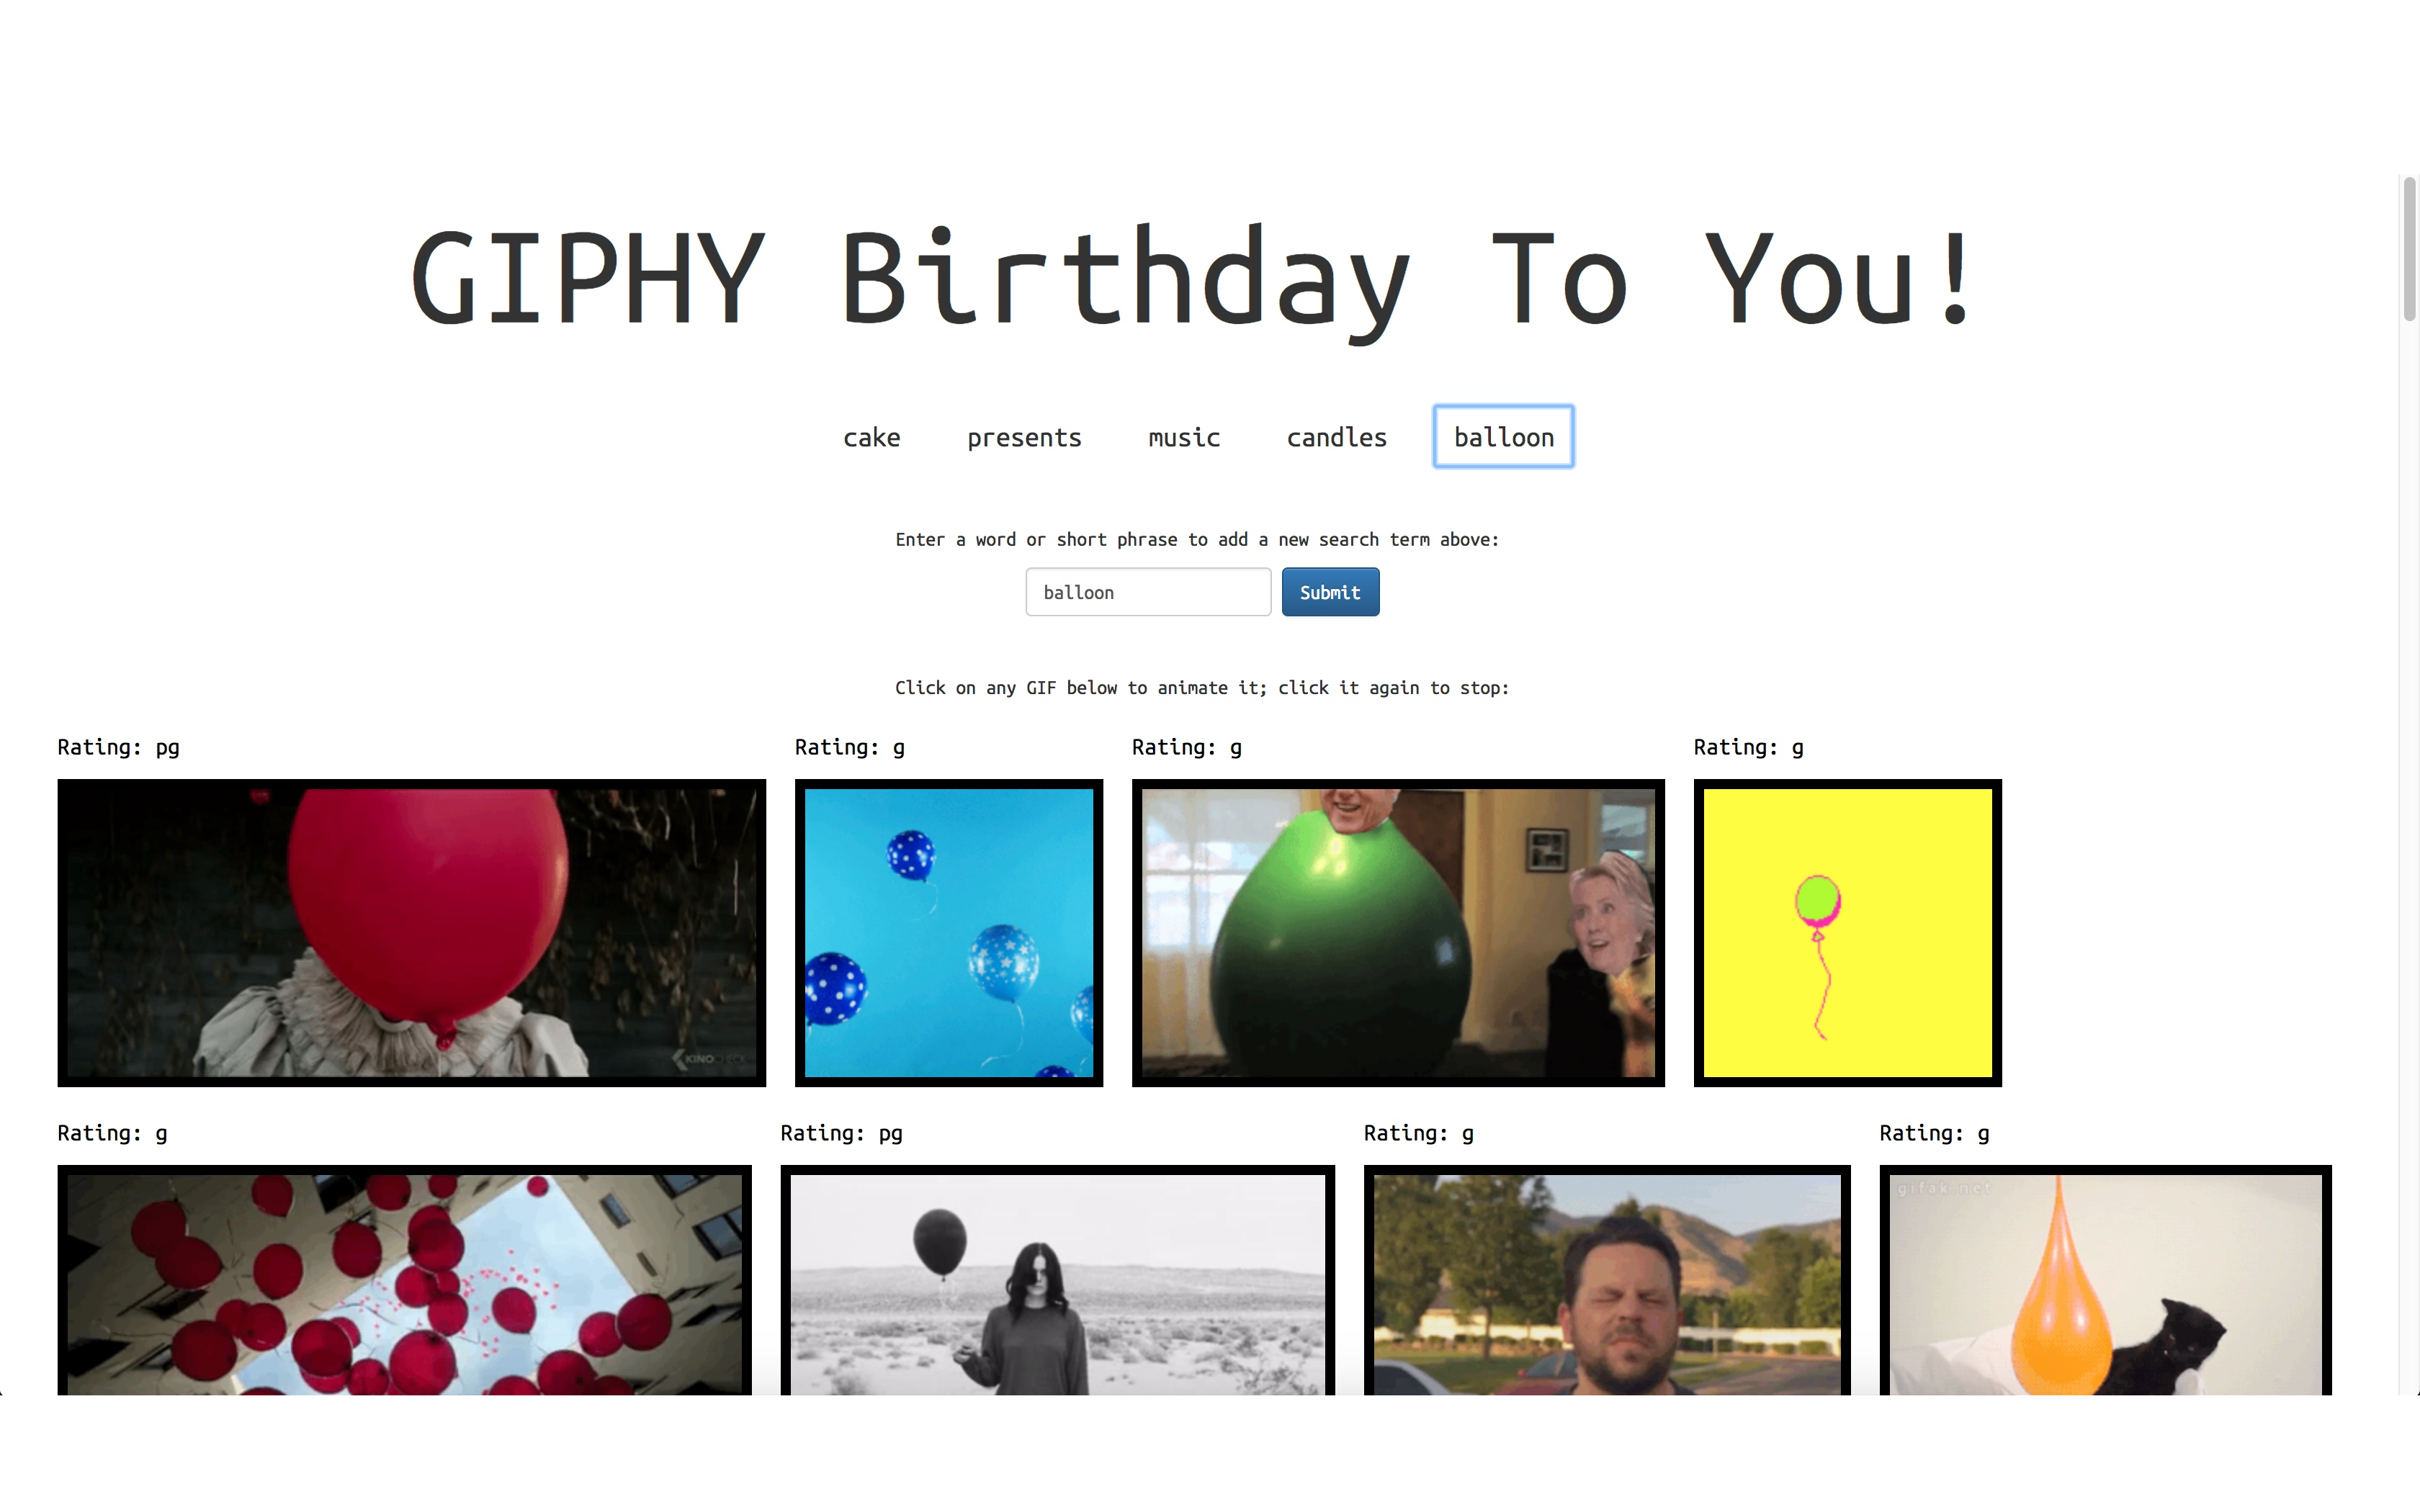 GIPHY Birthday To You!
cake presents music candles balloon
Enter a word or short phrase to add a new search term above:
balloon Submit
Click on any GIF below to animate it; click it again to stop:
Rating: pg Rating: g Rating: g Rating: g
KINOCHECK
Rating: g Rating: pg Rating: g Rating: g
gifak.net